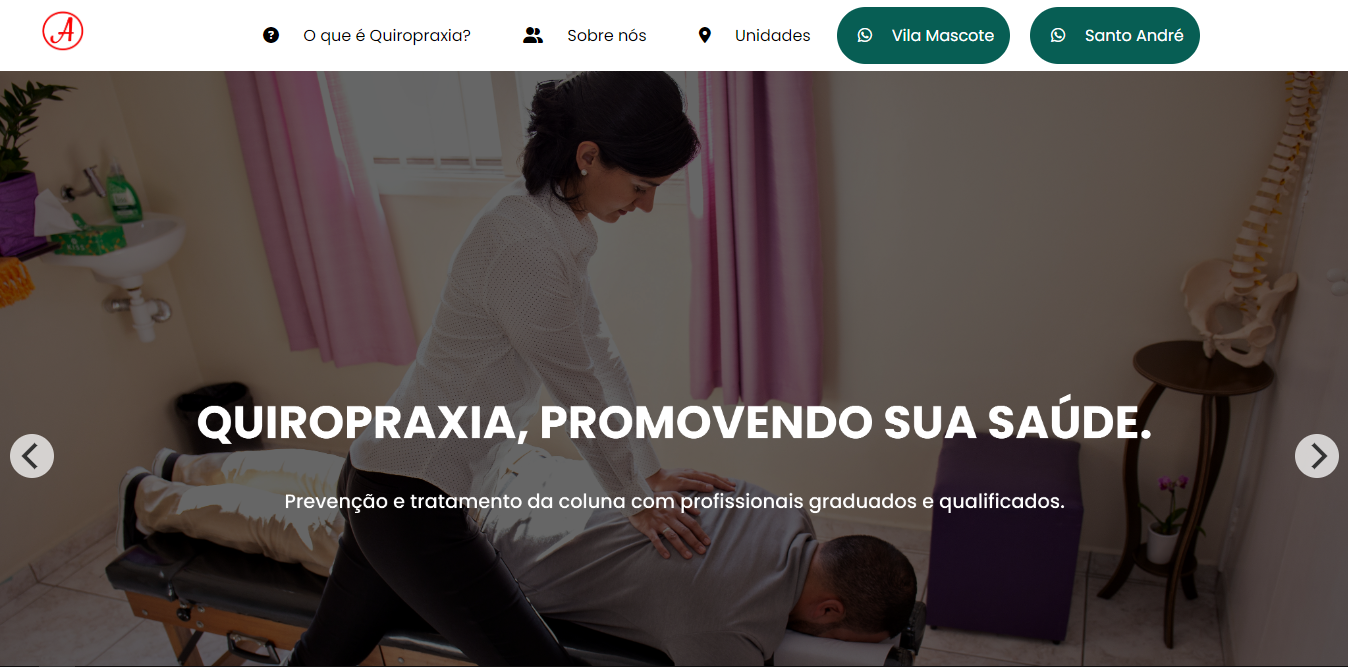 A
O que é Quiropraxia?
Sobre nós
Unidades
Vila Mascote
Santo André
QUIROPRAXIA, PROMOVENDO SUA SAÚDE.
Prevenção e tratamento da coluna com profissionais graduados e qualificados.